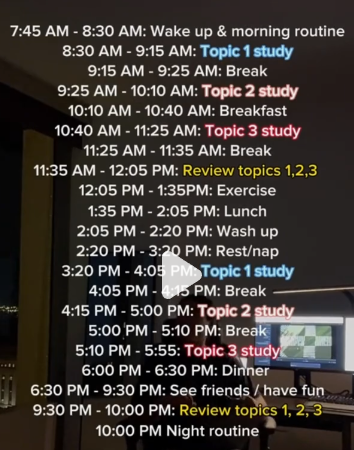 7:45 AM - 8:30 AM: Wake up & morning routine
8:30 AM - 9:15 AM: Topic 1 study
9:15 AM - 9:25 AM: Break
9:25 AM - 10:10 AM: Topic 2 study
10:10 AM - 10:40 AM: Breakfast
10:40 AM - 11:25 AM: Topic 3 study
11:25 AM - 11:35 AM: Break
11:35 AM - 12:05 PM: Review topics 1,2,3
12:05 PM - 1:35PM: Exercise
1:35 PM - 2:05 PM: Lunch
2:05 PM - 2:20 PM: Wash up
2:20 PM - 3:20 PM: Rest/nap
3:20 PM - 4:05 PM: Topic 1 study
4:05 PM - 4:15 PM: Break
4:15 PM - 5:00 PM: Topic 2 study
5:00 PM - 5:10 PM: Break
5:10 PM - 5:55: Topic 3 study
6:00 PM - 6:30 PM: Dinner
6:30 PM - 9:30 PM: See friends / have fun
9:30 PM - 10:00 PM: Review topics 1, 2, 3
10:00 PM Night routine